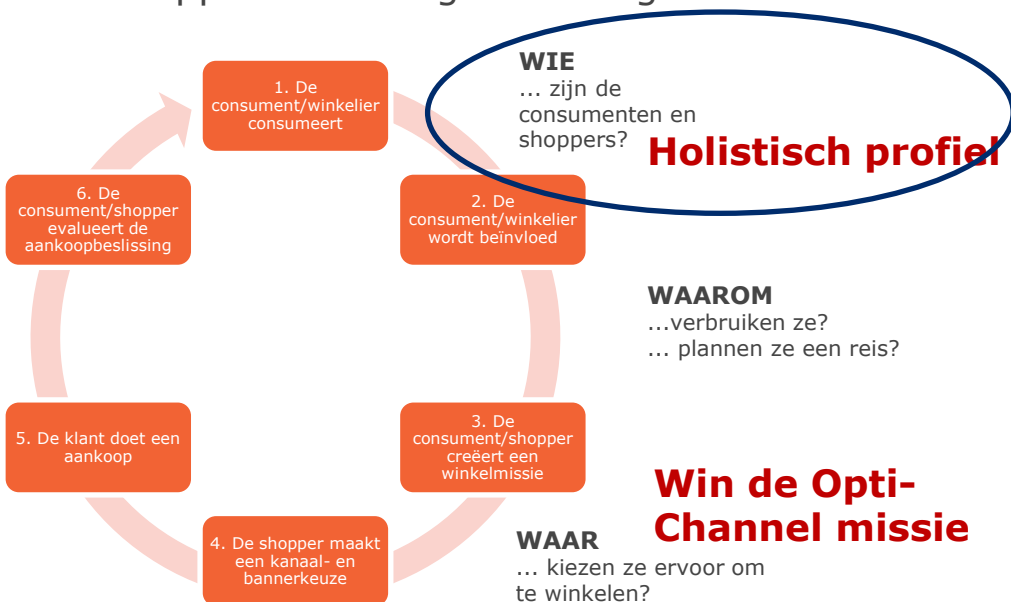 1. De
consument/winkelier
consumeert
WIE
... zijn de
consumenten en
shoppers?
Holistisch profiel
6. De
consument/shopper
evalueert de
aankoopbeslissing
2. De
consument/winkelier
wordt beïnvloed
WAAROM
...verbruiken ze?
... plannen ze een reis?
5. De klant doet een
aankoop
3. De
consument/shopper
creëert een
winkelmissie
Win de Opti-
Channel missie
4. De shopper maakt
een kanaal- en
bannerkeuze
WAAR
... kiezen ze ervoor om
te winkelen?